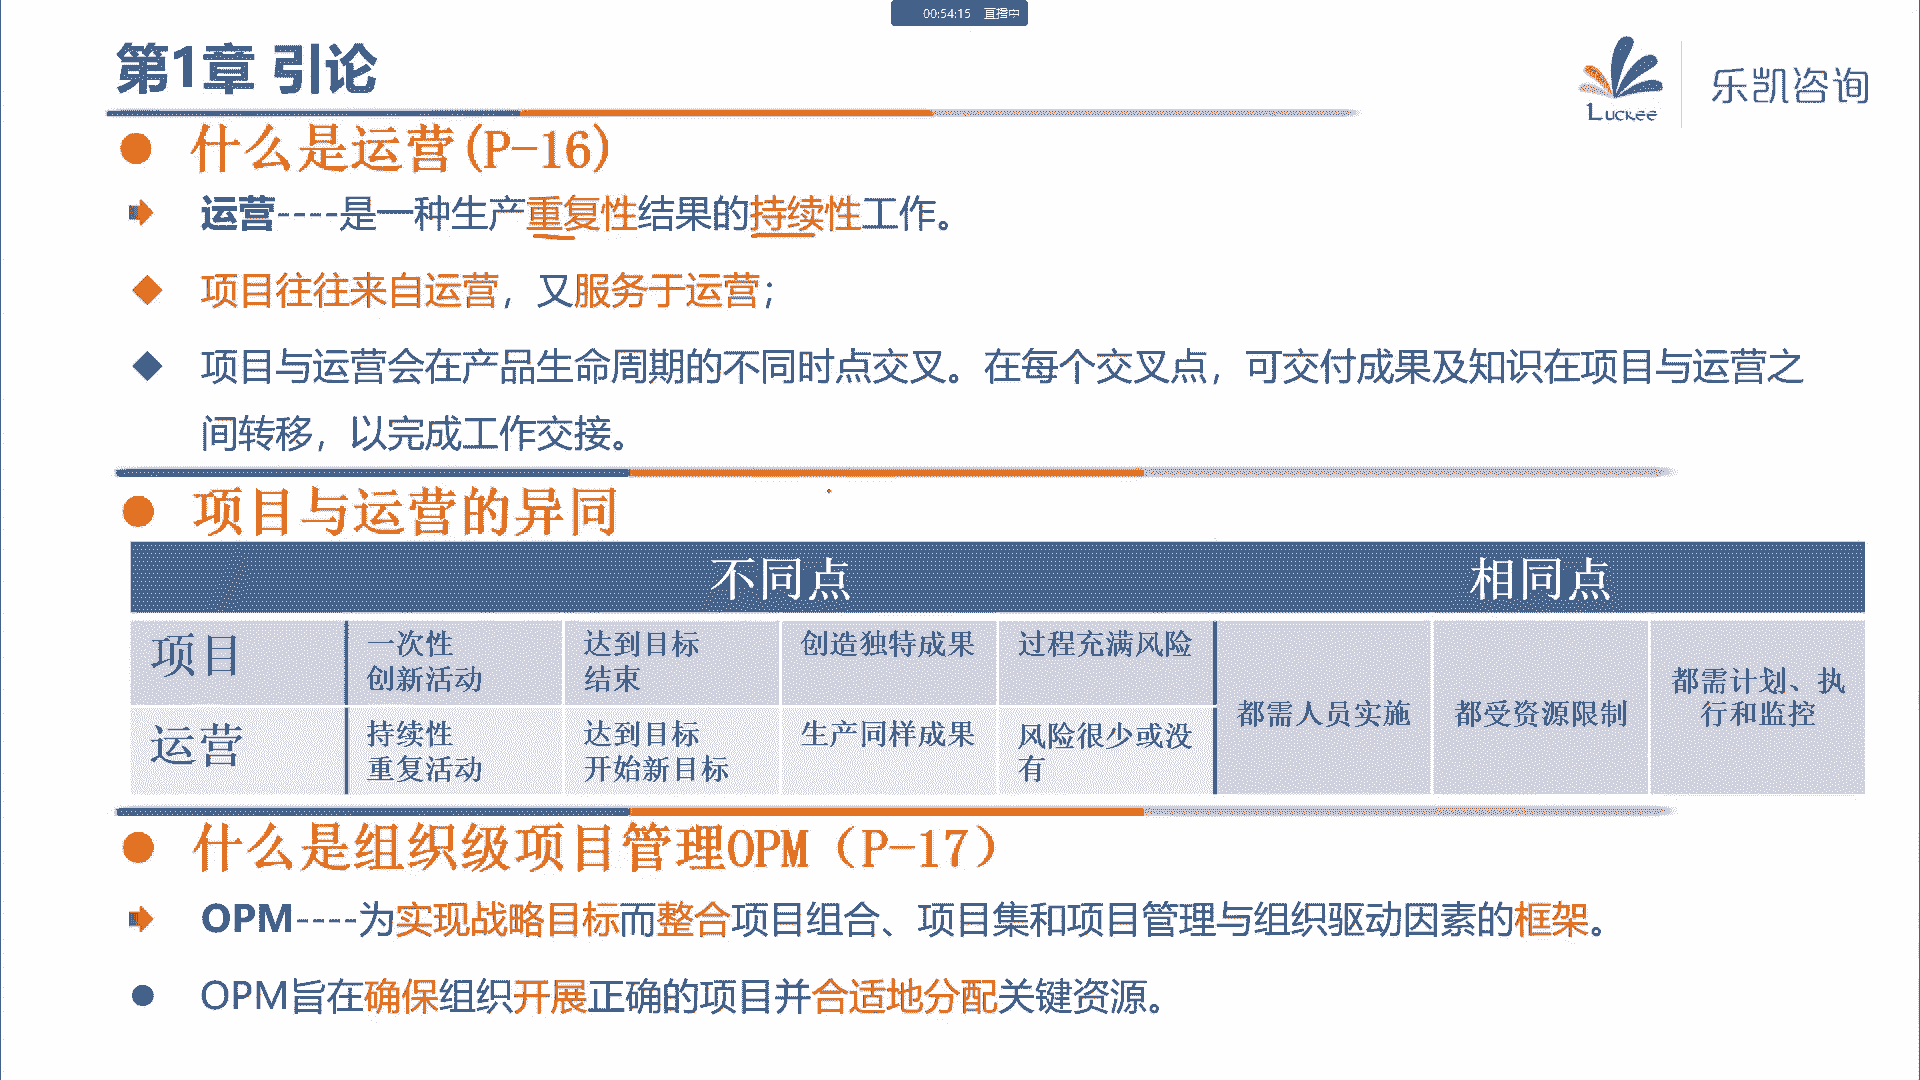 00:54:15 直播中
第1章 引论
Luckee
乐凯咨询
什么是运营(P-16)
运营----是一种生产重复性结果的持续性工作。
项目往往来自运营，又服务于运营；
项目与运营会在产品生命周期的不同时点交叉。在每个交叉点，可交付成果及知识在项目与运营之
间转移，以完成工作交接。
项目与运营的异同
不同点 相同点
项目
一次性
创新活动
达到目标
结束
创造独特成果
过程充满风险
运营
持续性
重复活动
达到目标
开始新目标
生产同样成果
风险很少或没
有
都需人员实施
都受资源限制
都需计划、执
行和监控
什么是组织级项目管理OPM（P-17）
OPM----为实现战略目标而整合项目组合、项目集和项目管理与组织驱动因素的框架。
OPM旨在确保组织开展正确的项目并合适地分配关键资源。